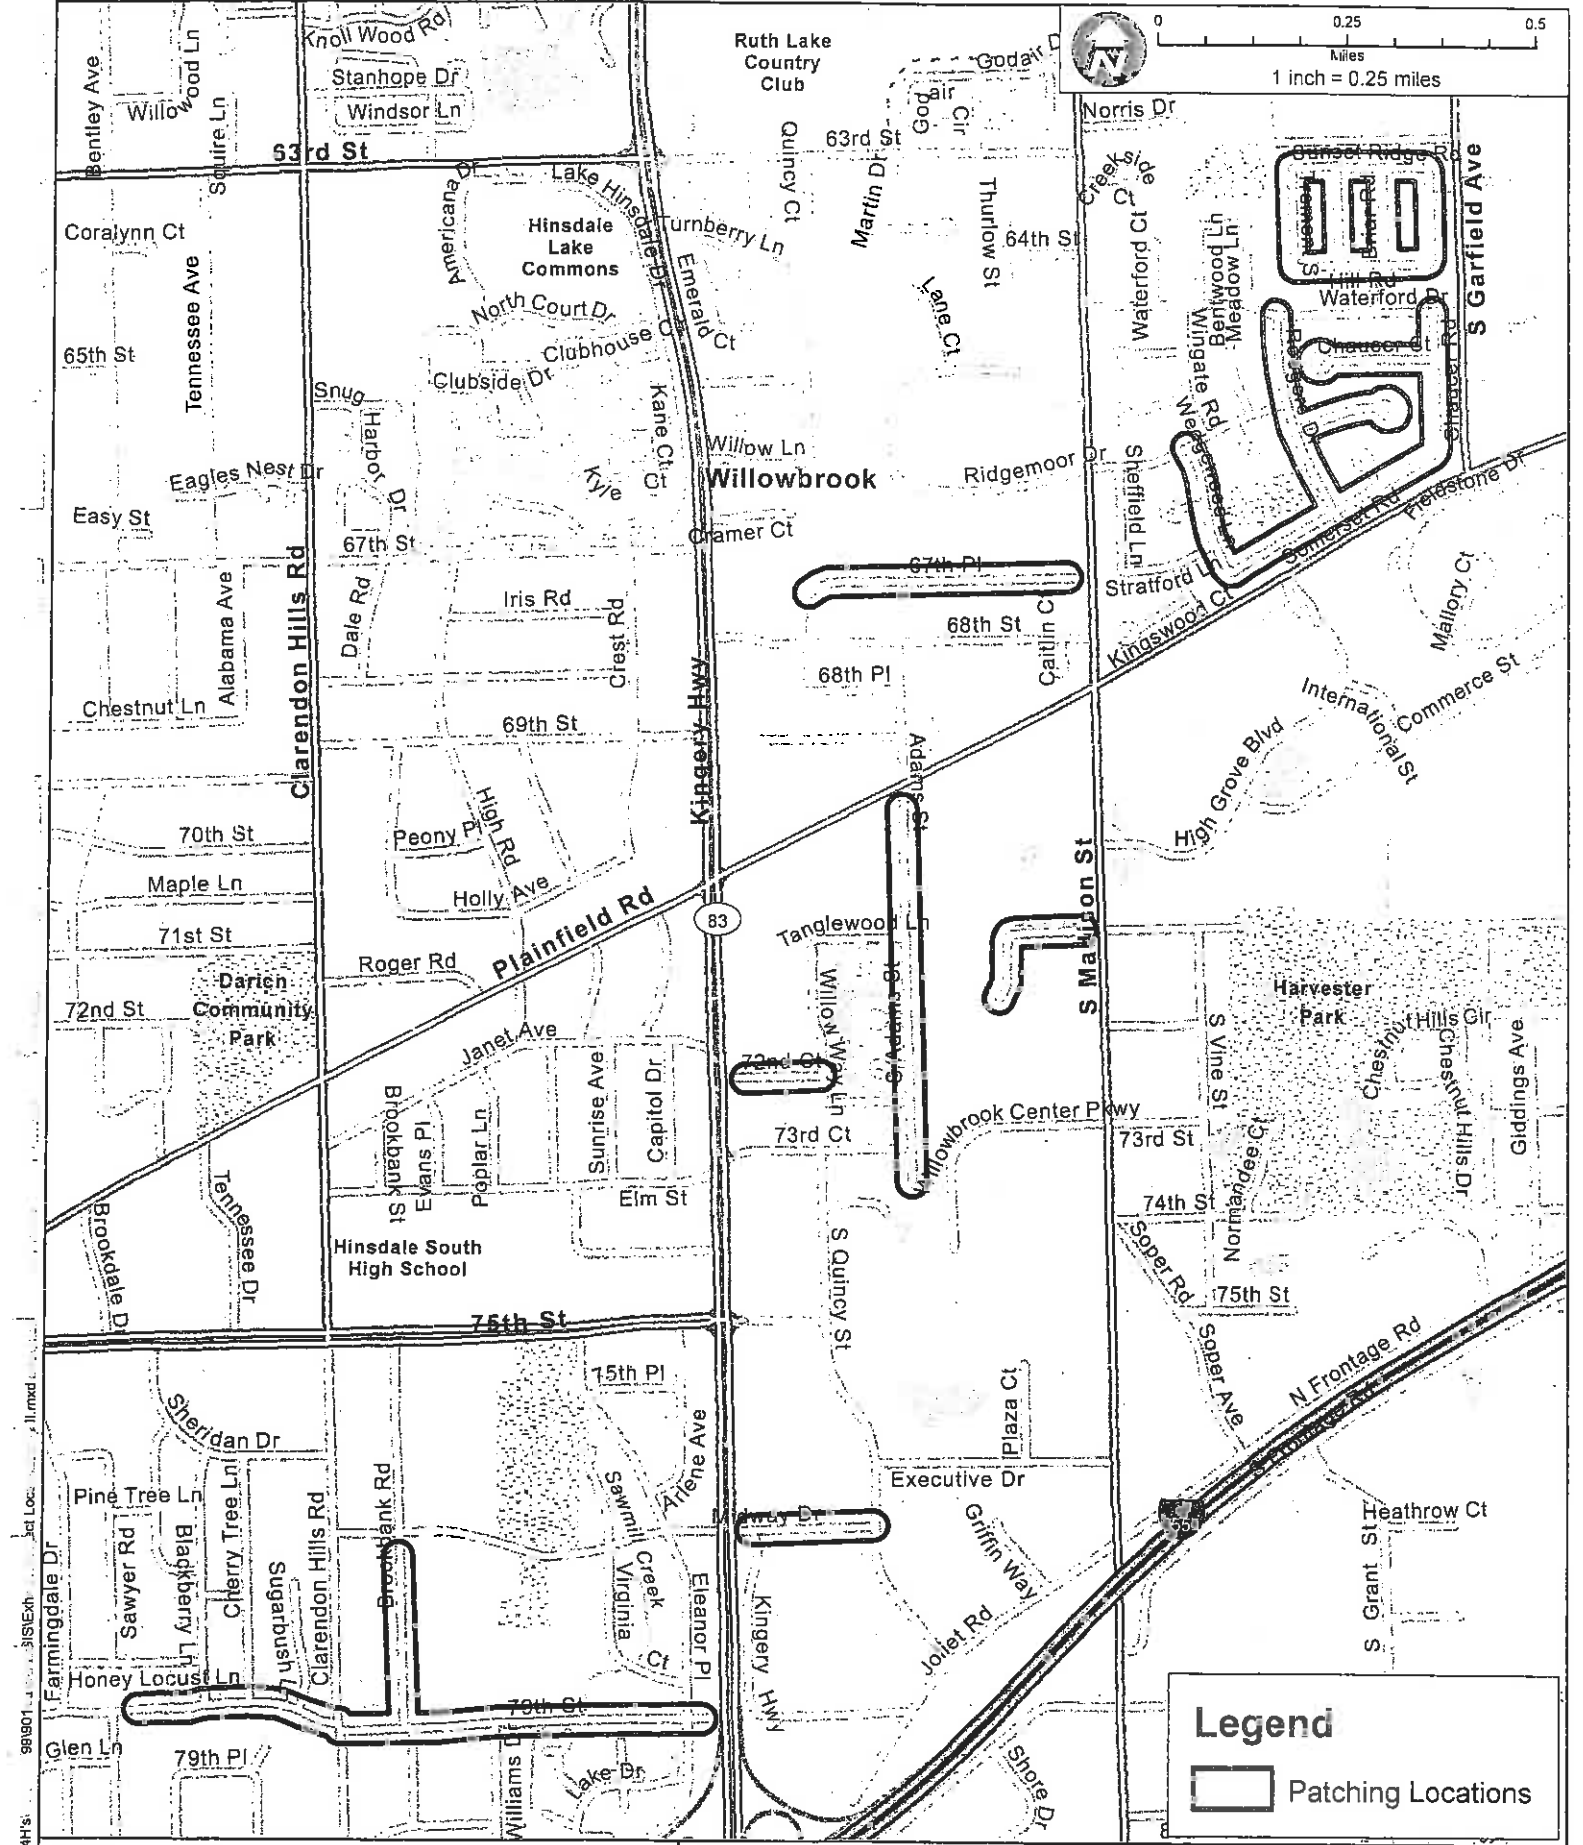 0
0.25
0.5
Miles
1 inch = 0.25 miles
N
Knoll Wood Rd
Stanhope Dr
Windsor Ln
Bentley Ave
Willowood Ln
Squire Ln
63rd St
Ruth Lake
Country
Club
Godair
Godair
Cir
Norris Dr
63rd St
Quincy Ct
Martin Dr
Thurlow St
64th St
Creekside
Ct
Sunset Ridge Rd
S Garfield Ave
Americana Dr
Lake Hinsdale Dr
Hinsdale
Lake
Commons
Turnberry Ln
Emerald
Ct
Coralynn Ct
Tennessee Ave
65th St
North Court Dr
Clubhouse Ct
Clubside Dr
Lane Ct
Waterford Ct
Bentwood Ln
Meadow Ln
Wingate Rd
Hill Rd
Waterford Dr
Chaucer Ct
Chaucer Rd
Snug
Harbor
Dr
Kane Ct
Kyle
Ct
Willow Ln
Willowbrook
Ridgemoor Dr
Sheffield Ln
Eagles Nest Dr
Easy St
67th St
Cramer Ct
Somerset Rd
Fieldstone Dr
67th Pl
Stratford Ln
Kingswood Ct
Mallory Ct
Clarendon Hills Rd
Alabama Ave
Dale Rd
Iris Rd
Crest Rd
68th St
Caitlin Ct
68th Pl
Chestnut Ln
69th St
Kingery Hwy
International St
Commerce St
High Grove Blvd
Adams St
70th St
Peony Pl
High Rd
Maple Ln
Holly Ave
Plainfield Rd
83
S Madison St
71st St
Roger Rd
Tanglewood Ln
Darien
Community
Park
72nd St
Willow Way Ln
S Adams St
Harvester
Park
Janet Ave
72nd Ct
S Vine St
Chestnut Hills Cir
Chestnut Hills Dr
Giddings Ave
Brookbank St
Evans Pl
Poplar Ln
Sunrise Ave
Capitol Dr
73rd Ct
Willowbrook Center Pkwy
73rd St
Normandee Ct
Elm St
74th St
Brookdale Dr
Tennessee Dr
Hinsdale South
High School
S Quincy St
Soper Rd
75th St
75th St
75th Pl
Soper Ave
N Frontage Rd
S Frontage Rd
Sheridan Dr
Plaza Ct
Arlene Ave
Executive Dr
Pine Tree Ln
Sawyer Rd
Blackberry Ln
Cherry Tree Ln
Sugarbush
Clarendon Hills Rd
Brookbank Rd
Sawmill Creek
Midway Dr
Griffin Way
55
Heathrow Ct
S Grant St
Farmingdale Dr
Virginia
Ct
Eleanor Pl
Kingery Hwy
Joliet Rd
Honey Locust Ln
79th St
Glen Ln
79th Pl
Williams D
Lake Dr
Shore Dr
Legend
Patching Locations